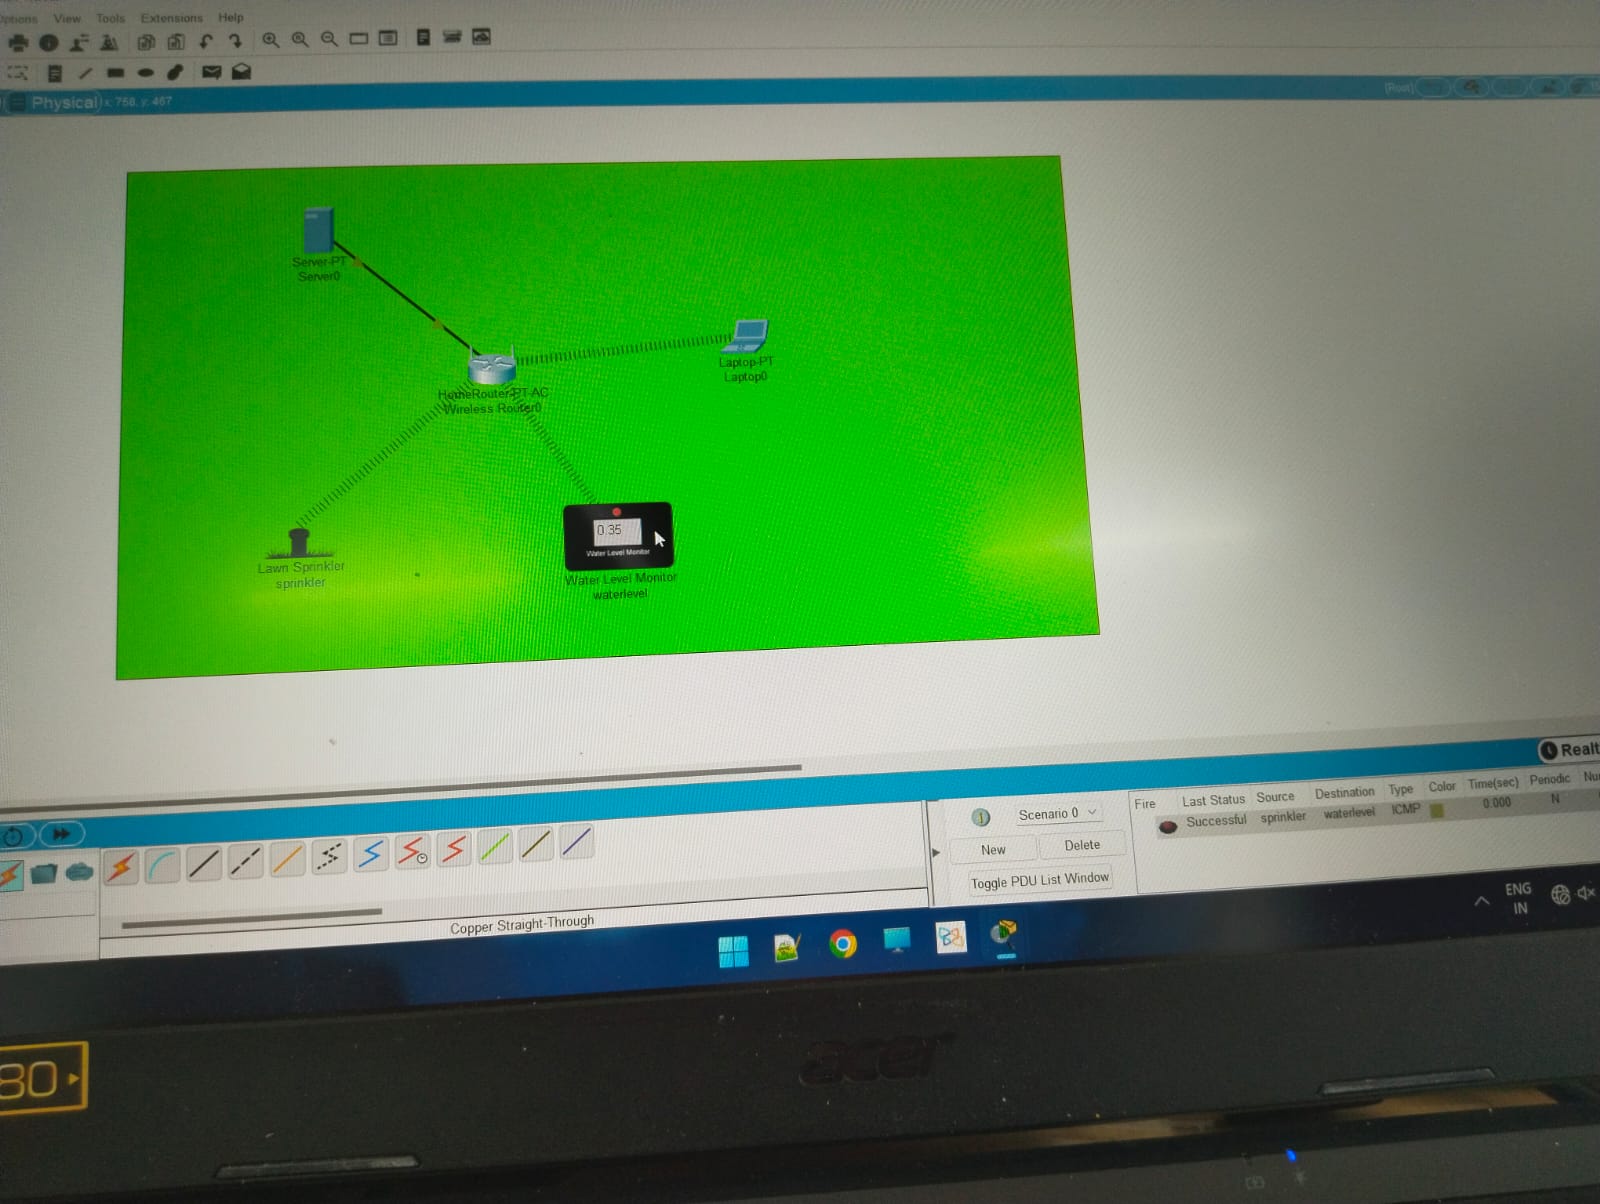 Options View Tools Extensions Help
Physical x: 758, y: 467
[Root]
Server-PT
Server0
Laptop-PT
Laptop0
HomeRouter-PT-AC
Wireless Router0
0.35
Water Level Monitor
Lawn Sprinkler
sprinkler
Water Level Monitor
waterlevel
Realt
Scenario 0
New Delete
Toggle PDU List Window
Fire Last Status Source Destination Type Color Time(sec) Periodic Nu
Successful sprinkler waterlevel ICMP 0.000 N
Copper Straight-Through
ENG
IN
acer
80